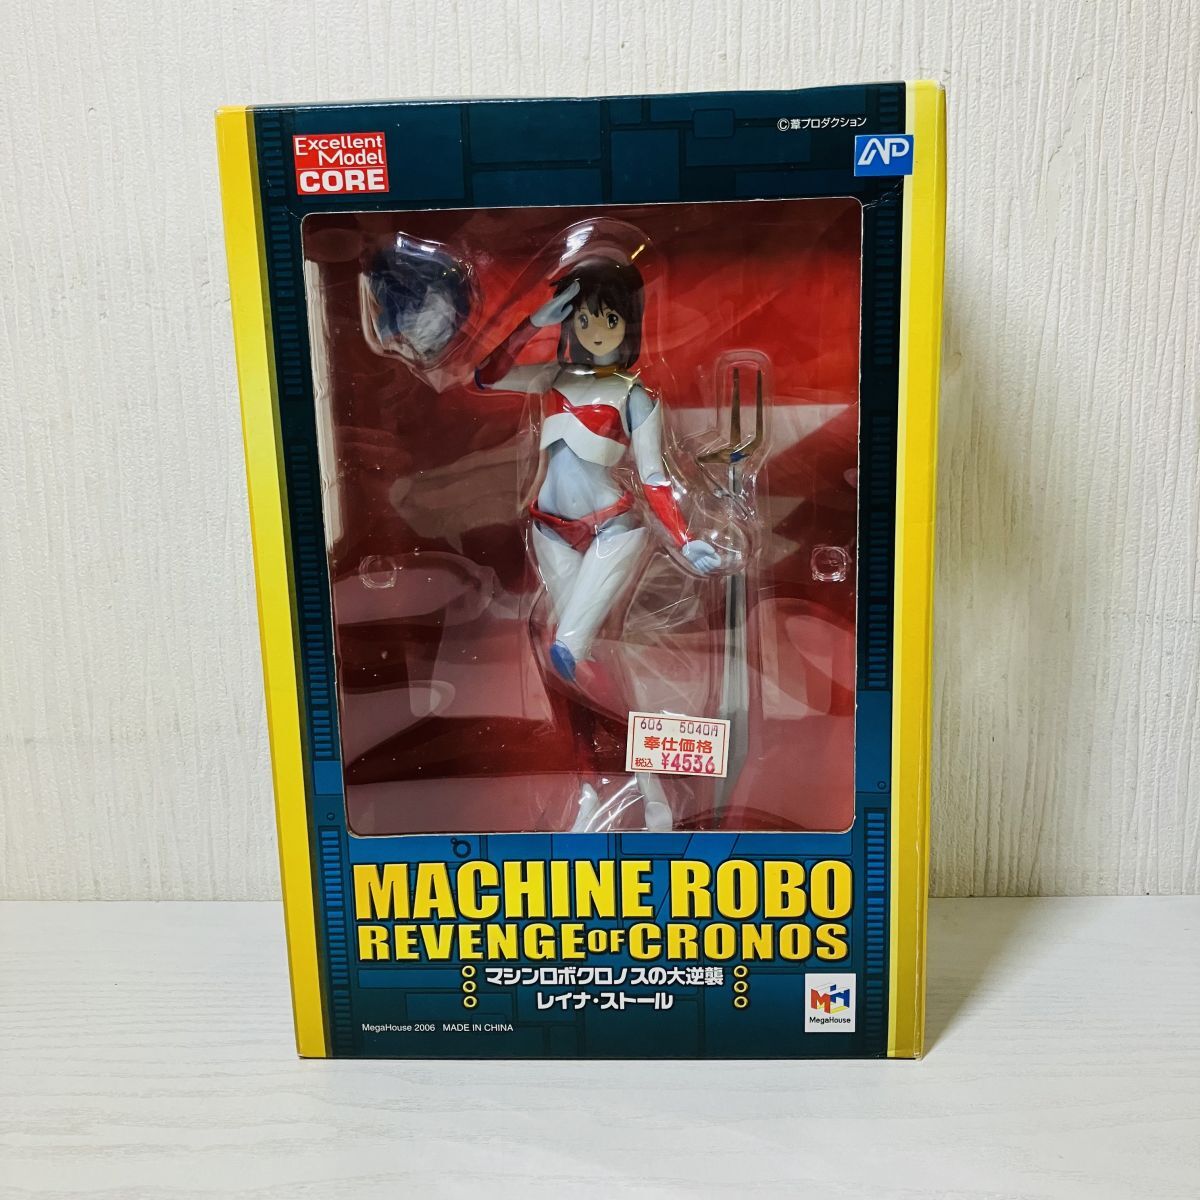 ©葦プロダクション
Excellent
Model
CORE
AP
606 5040円
奉仕価格
税込 ¥4536
MACHINE ROBO
REVENGE OF CRONOS
マシンロボクロノスの大逆襲
レイナ・ストール
MegaHouse
MegaHouse 2006 MADE IN CHINA